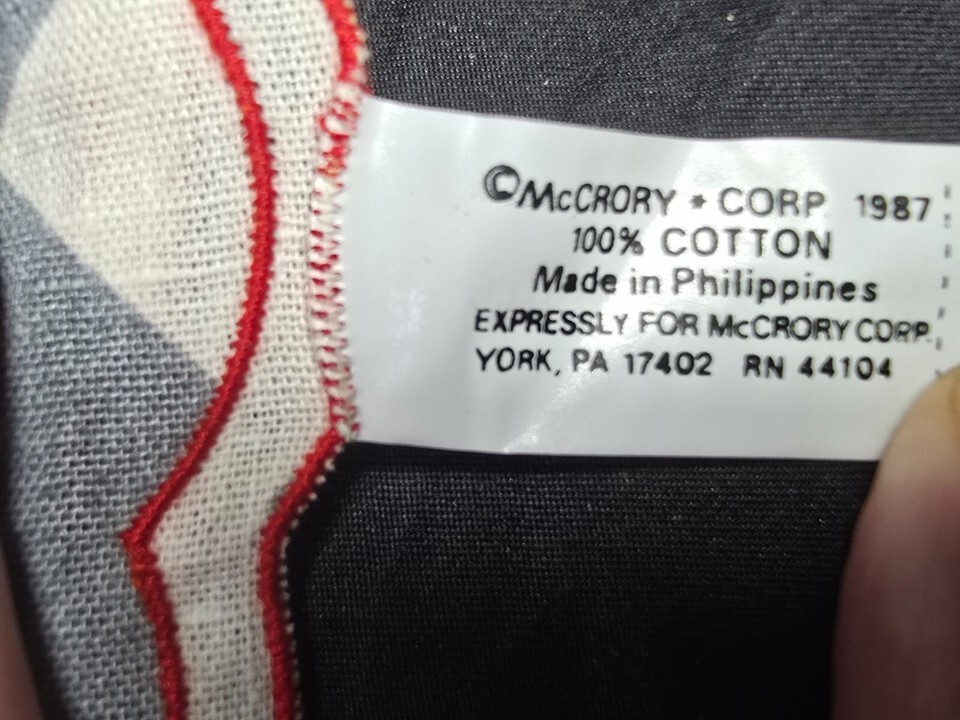 ©McCRORY * CORP 1987
100% COTTON
Made in Philippines
EXPRESSLY FOR McCRORY CORP.
YORK, PA 17402 RN 44104